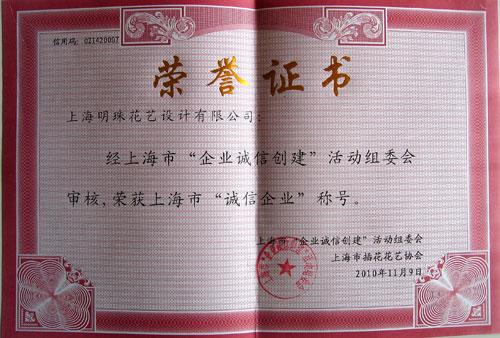 信用码：021420007
荣誉证书
上海明珠花艺设计有限公司：
经上海市“企业诚信创建”活动组委会
审核，荣获上海市“诚信企业”称号。
上海市“企业诚信创建”活动组委会
上海市插花花艺协会
2010年11月9日